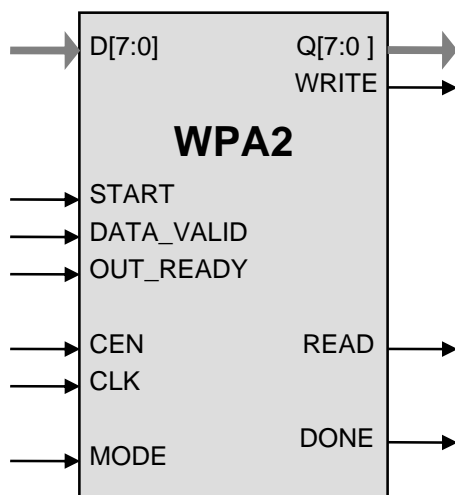 D[7:0] Q[7:0 ]
WRITE
WPA2
START
DATA_VALID
OUT_READY
CEN READ
CLK
DONE
MODE